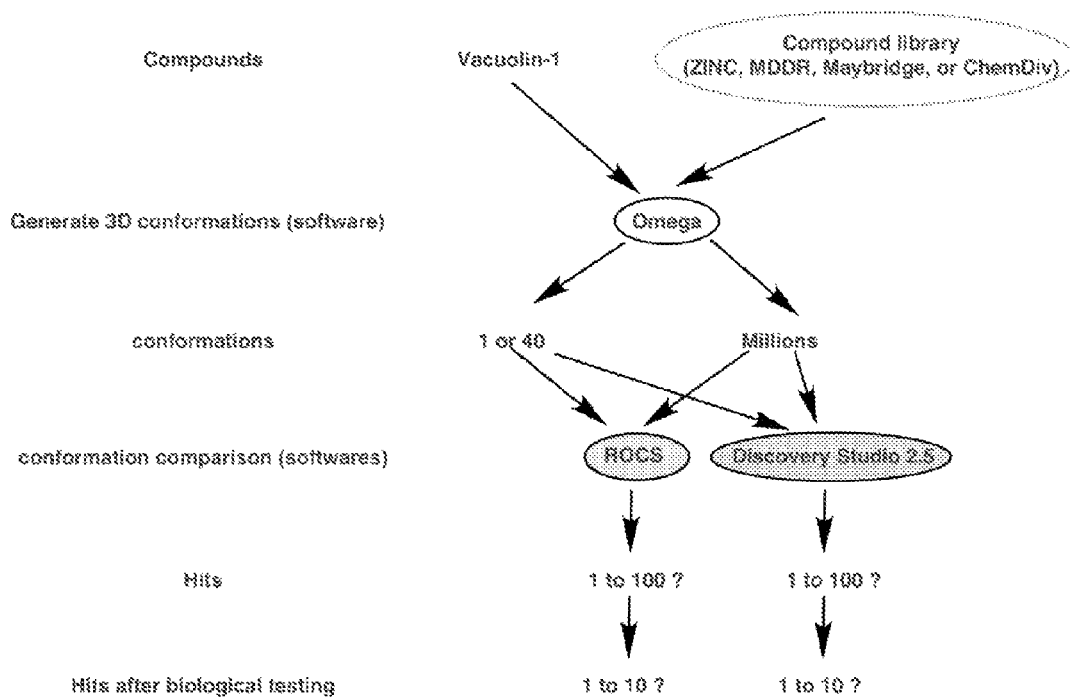 Compounds
Vacuolin-1
Compound library
(ZINC, MDDR, Maybridge, or ChemDiv)
Generate 3D conformations (software)
Omega
conformations
1 or 40
Millions
conformation comparison (softwares)
ROCS
Discovery Studio 2.5
Hits
1 to 100 ?
1 to 100 ?
Hits after biological testing
1 to 10 ?
1 to 10 ?